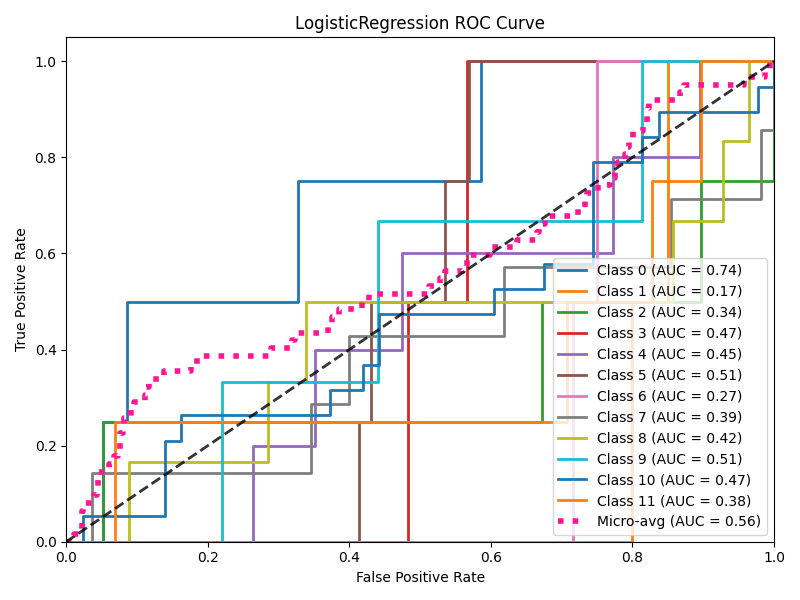 LogisticRegression ROC Curve
True Positive Rate
1.0
0.8
0.6
0.4
0.2
0.0
Class 0 (AUC = 0.74)
Class 1 (AUC = 0.17)
Class 2 (AUC = 0.34)
Class 3 (AUC = 0.47)
Class 4 (AUC = 0.45)
Class 5 (AUC = 0.51)
Class 6 (AUC = 0.27)
Class 7 (AUC = 0.39)
Class 8 (AUC = 0.42)
Class 9 (AUC = 0.51)
Class 10 (AUC = 0.47)
Class 11 (AUC = 0.38)
Micro-avg (AUC = 0.56)
0.0 0.2 0.4 0.6 0.8 1.0
False Positive Rate